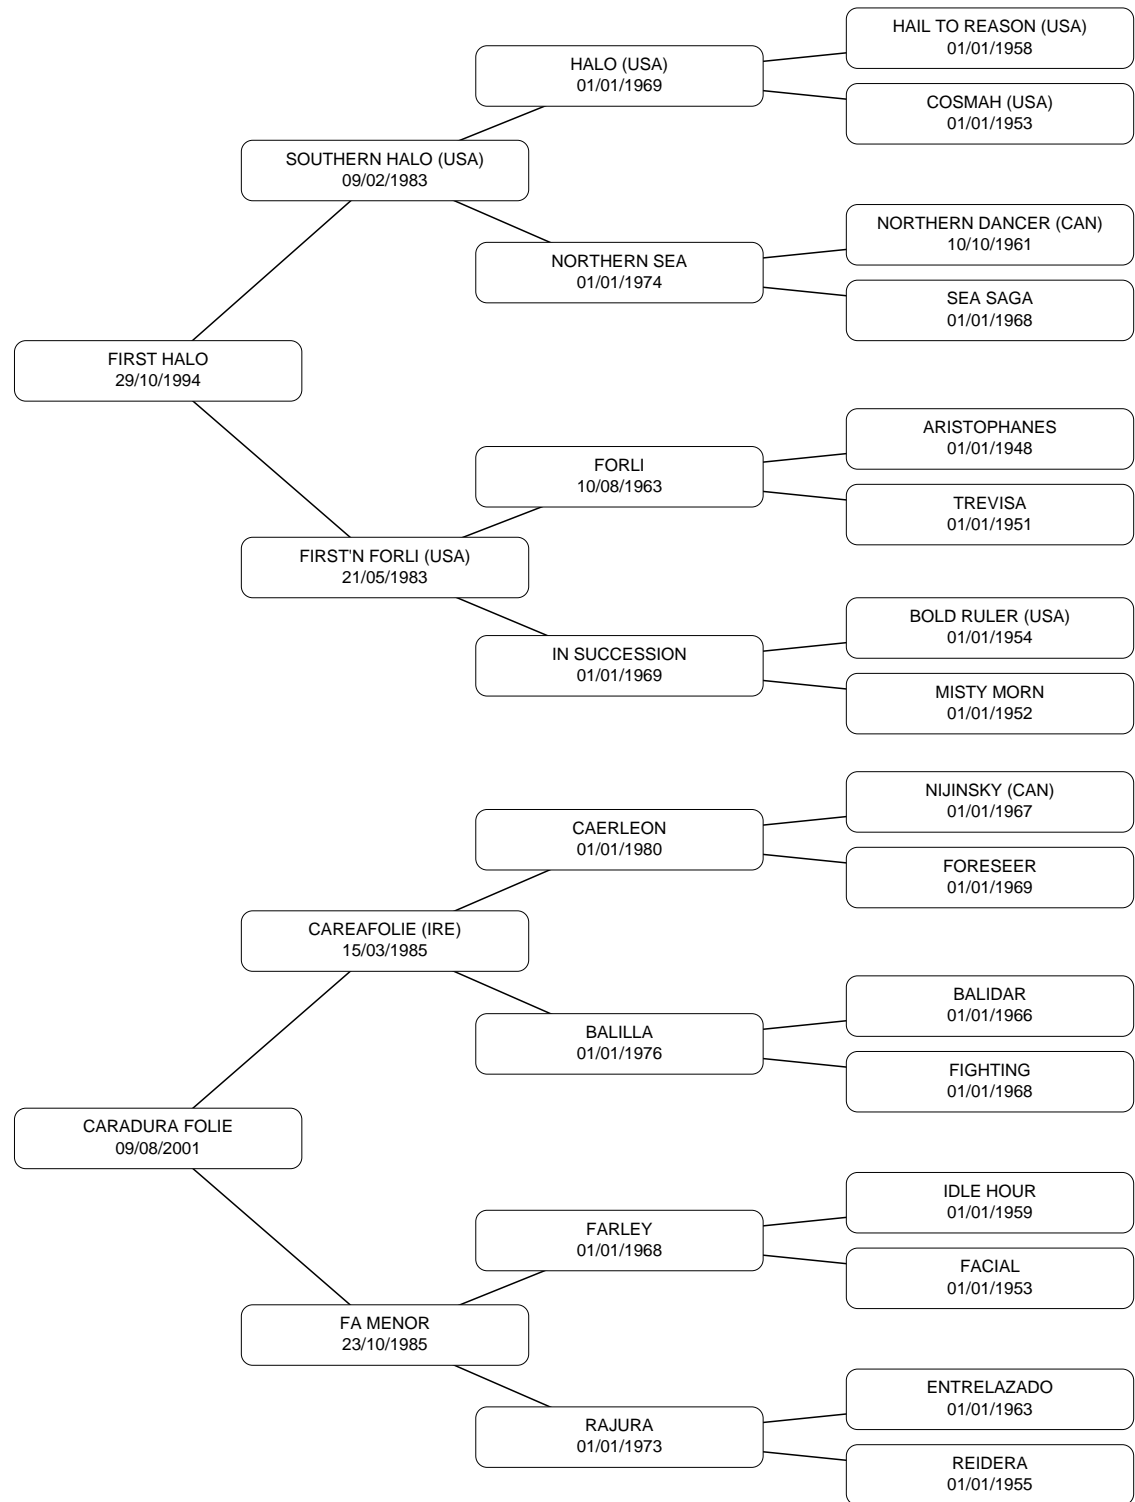 HAIL TO REASON (USA)
01/01/1958
HALO (USA)
01/01/1969
COSMAH (USA)
01/01/1953
SOUTHERN HALO (USA)
09/02/1983
NORTHERN DANCER (CAN)
10/10/1961
NORTHERN SEA
01/01/1974
SEA SAGA
01/01/1968
FIRST HALO
29/10/1994
ARISTOPHANES
01/01/1948
FORLI
10/08/1963
TREVISA
01/01/1951
FIRST'N FORLI (USA)
21/05/1983
BOLD RULER (USA)
01/01/1954
IN SUCCESSION
01/01/1969
MISTY MORN
01/01/1952
NIJINSKY (CAN)
01/01/1967
CAERLEON
01/01/1980
FORESEER
01/01/1969
CAREAFOLIE (IRE)
15/03/1985
BALIDAR
01/01/1966
BALILLA
01/01/1976
FIGHTING
01/01/1968
CARADURA FOLIE
09/08/2001
IDLE HOUR
01/01/1959
FARLEY
01/01/1968
FACIAL
01/01/1953
FA MENOR
23/10/1985
ENTRELAZADO
01/01/1963
RAJURA
01/01/1973
REIDERA
01/01/1955